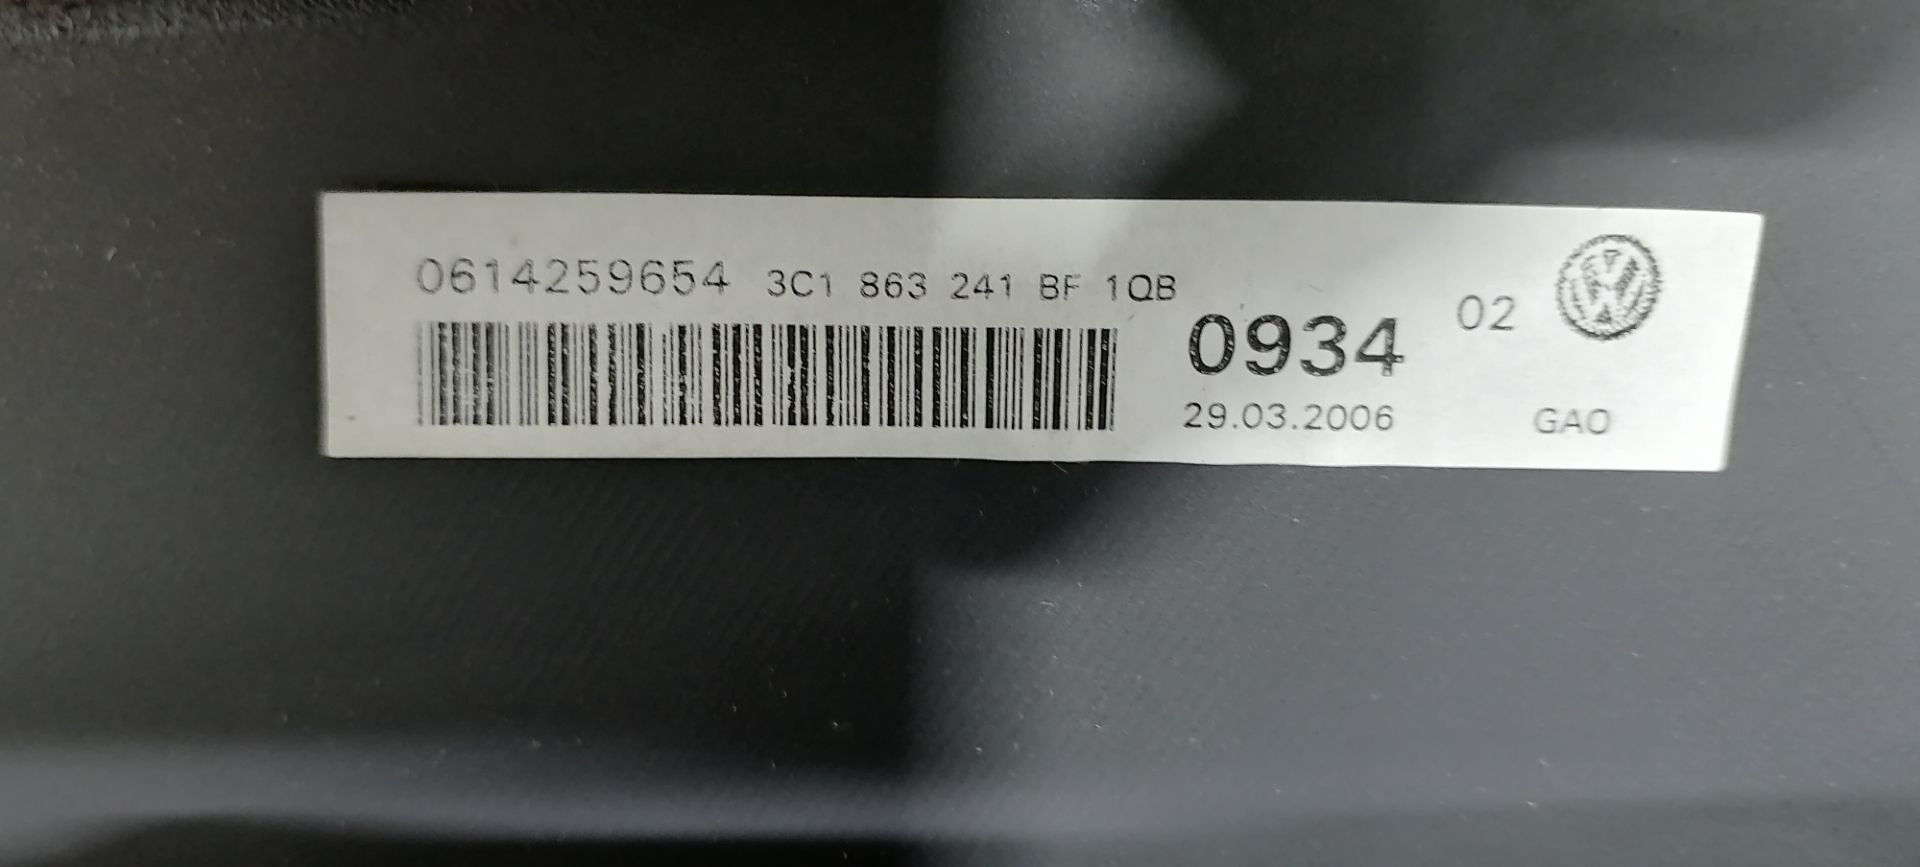 0614259654 3C1 863 241 BF 1QB
0934 02
29.03.2006 GAO